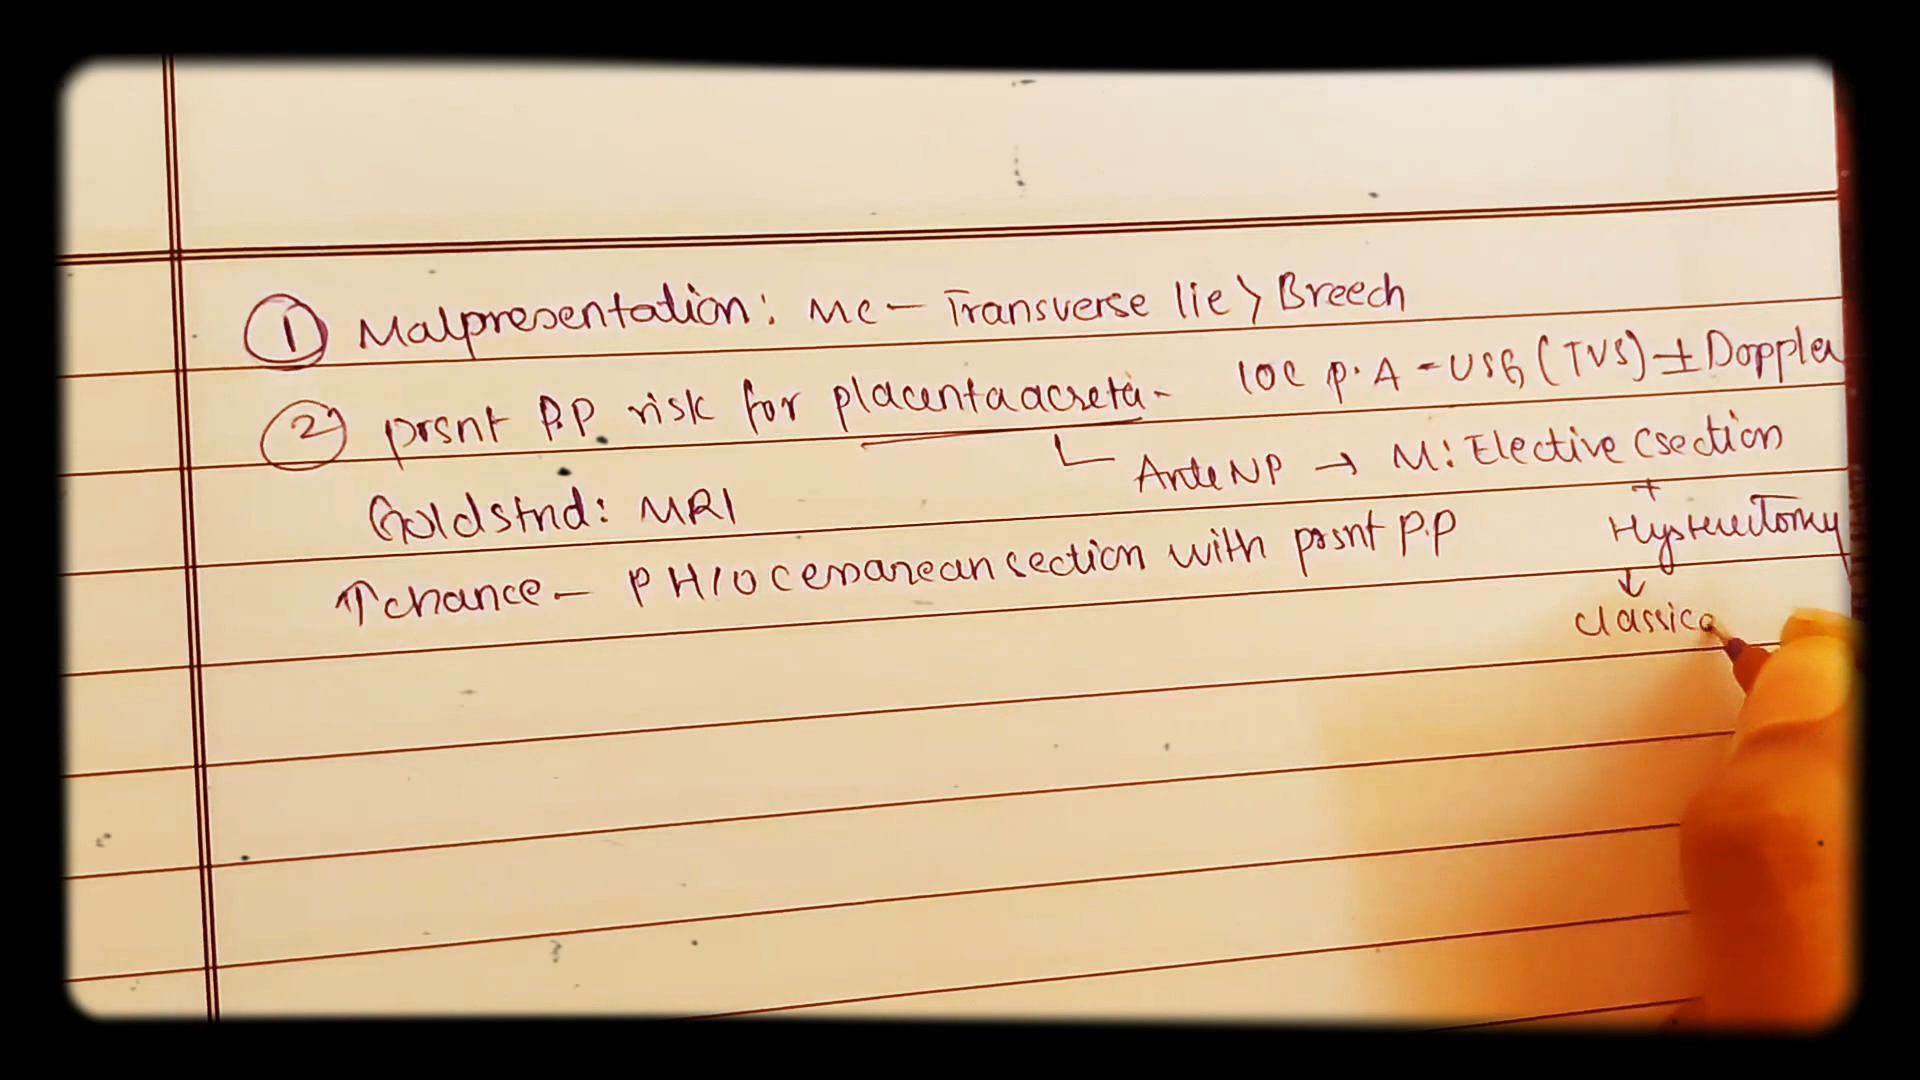 ① Malpresentation: MC - Transverse lie > Breech
② prsnt P.P risk for placenta acreta - IOC P.A - USG (TVS) ± Doppler
Ante NP → M: Elective Csection
Goldstnd: MRI
+
Hysterectomy
↑ chance - P H/O cesarean section with prsnt P.P
↓
classica